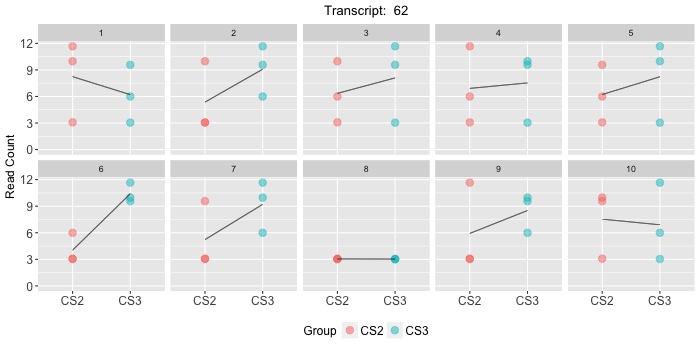 Transcript: 62
1 2 3 4 5
12
9
6
3
0
Read Count
6 7 8 9 10
12
9
6
3
0
CS2 CS3 CS2 CS3 CS2 CS3 CS2 CS3 CS2 CS3
Group CS2 CS3